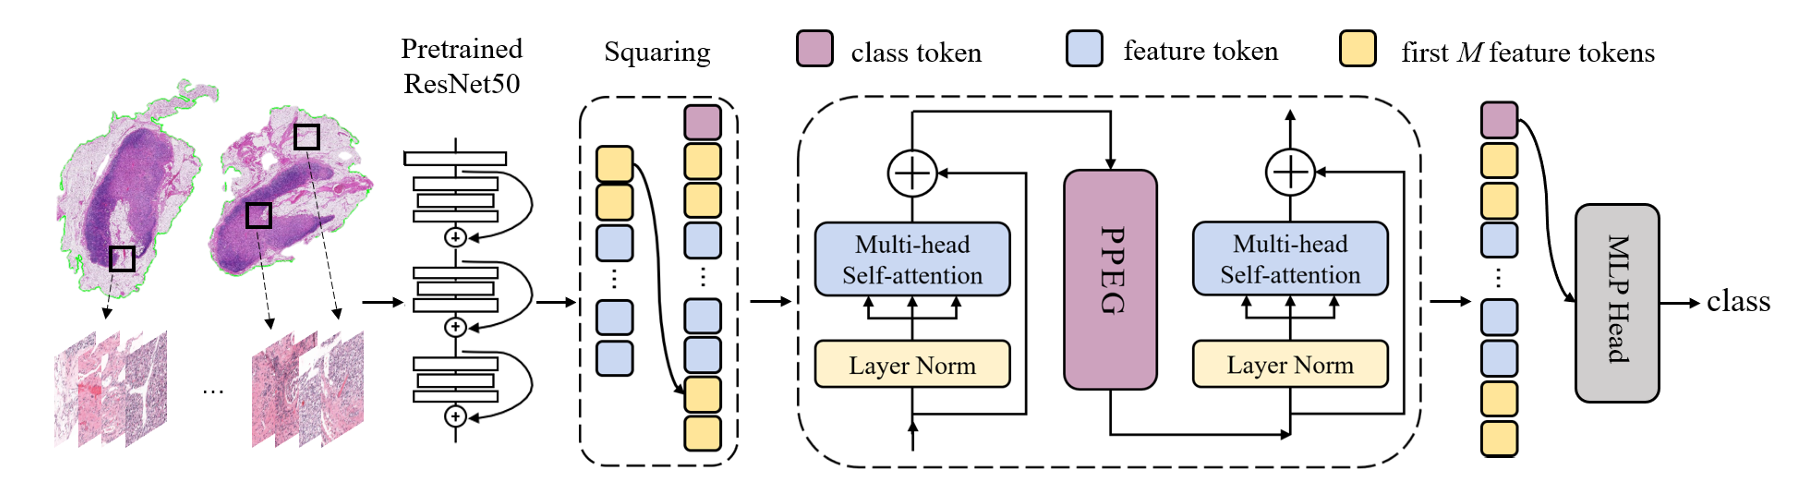 Pretrained
ResNet50
Squaring
class token
feature token
first M feature tokens
Multi-head
Self-attention
Layer Norm
PPEG
Multi-head
Self-attention
Layer Norm
MLP Head
class